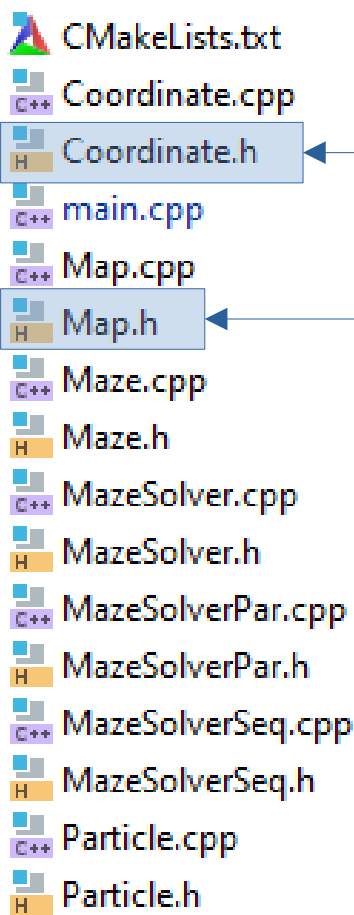 CMakeLists.txt
C++ Coordinate.cpp
H Coordinate.h
C++ main.cpp
C++ Map.cpp
H Map.h
C++ Maze.cpp
H Maze.h
C++ MazeSolver.cpp
H MazeSolver.h
C++ MazeSolverPar.cpp
H MazeSolverPar.h
C++ MazeSolverSeq.cpp
H MazeSolverSeq.h
C++ Particle.cpp
H Particle.h